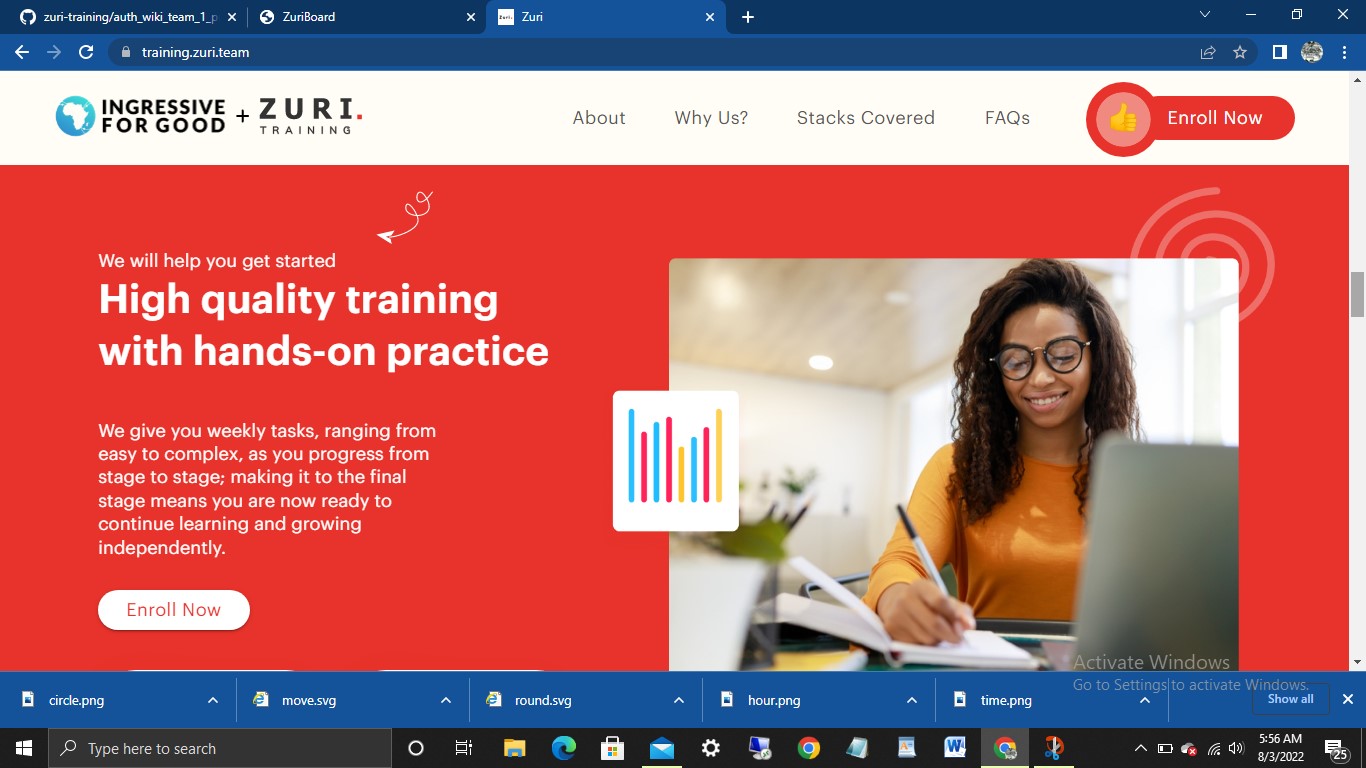 zuri-training/auth_wiki_team_1_p
ZuriBoard
Zuri
training.zuri.team
INGRESSIVE
FOR GOOD
+
ZURI.
TRAINING
About
Why Us?
Stacks Covered
FAQs
Enroll Now
We will help you get started
High quality training
with hands-on practice
We give you weekly tasks, ranging from
easy to complex, as you progress from
stage to stage; making it to the final
stage means you are now ready to
continue learning and growing
independently.
Enroll Now
Activate Windows
Go to Settings to activate Windows.
circle.png
move.svg
round.svg
hour.png
time.png
Show all
Type here to search
5:56 AM
8/3/2022
25